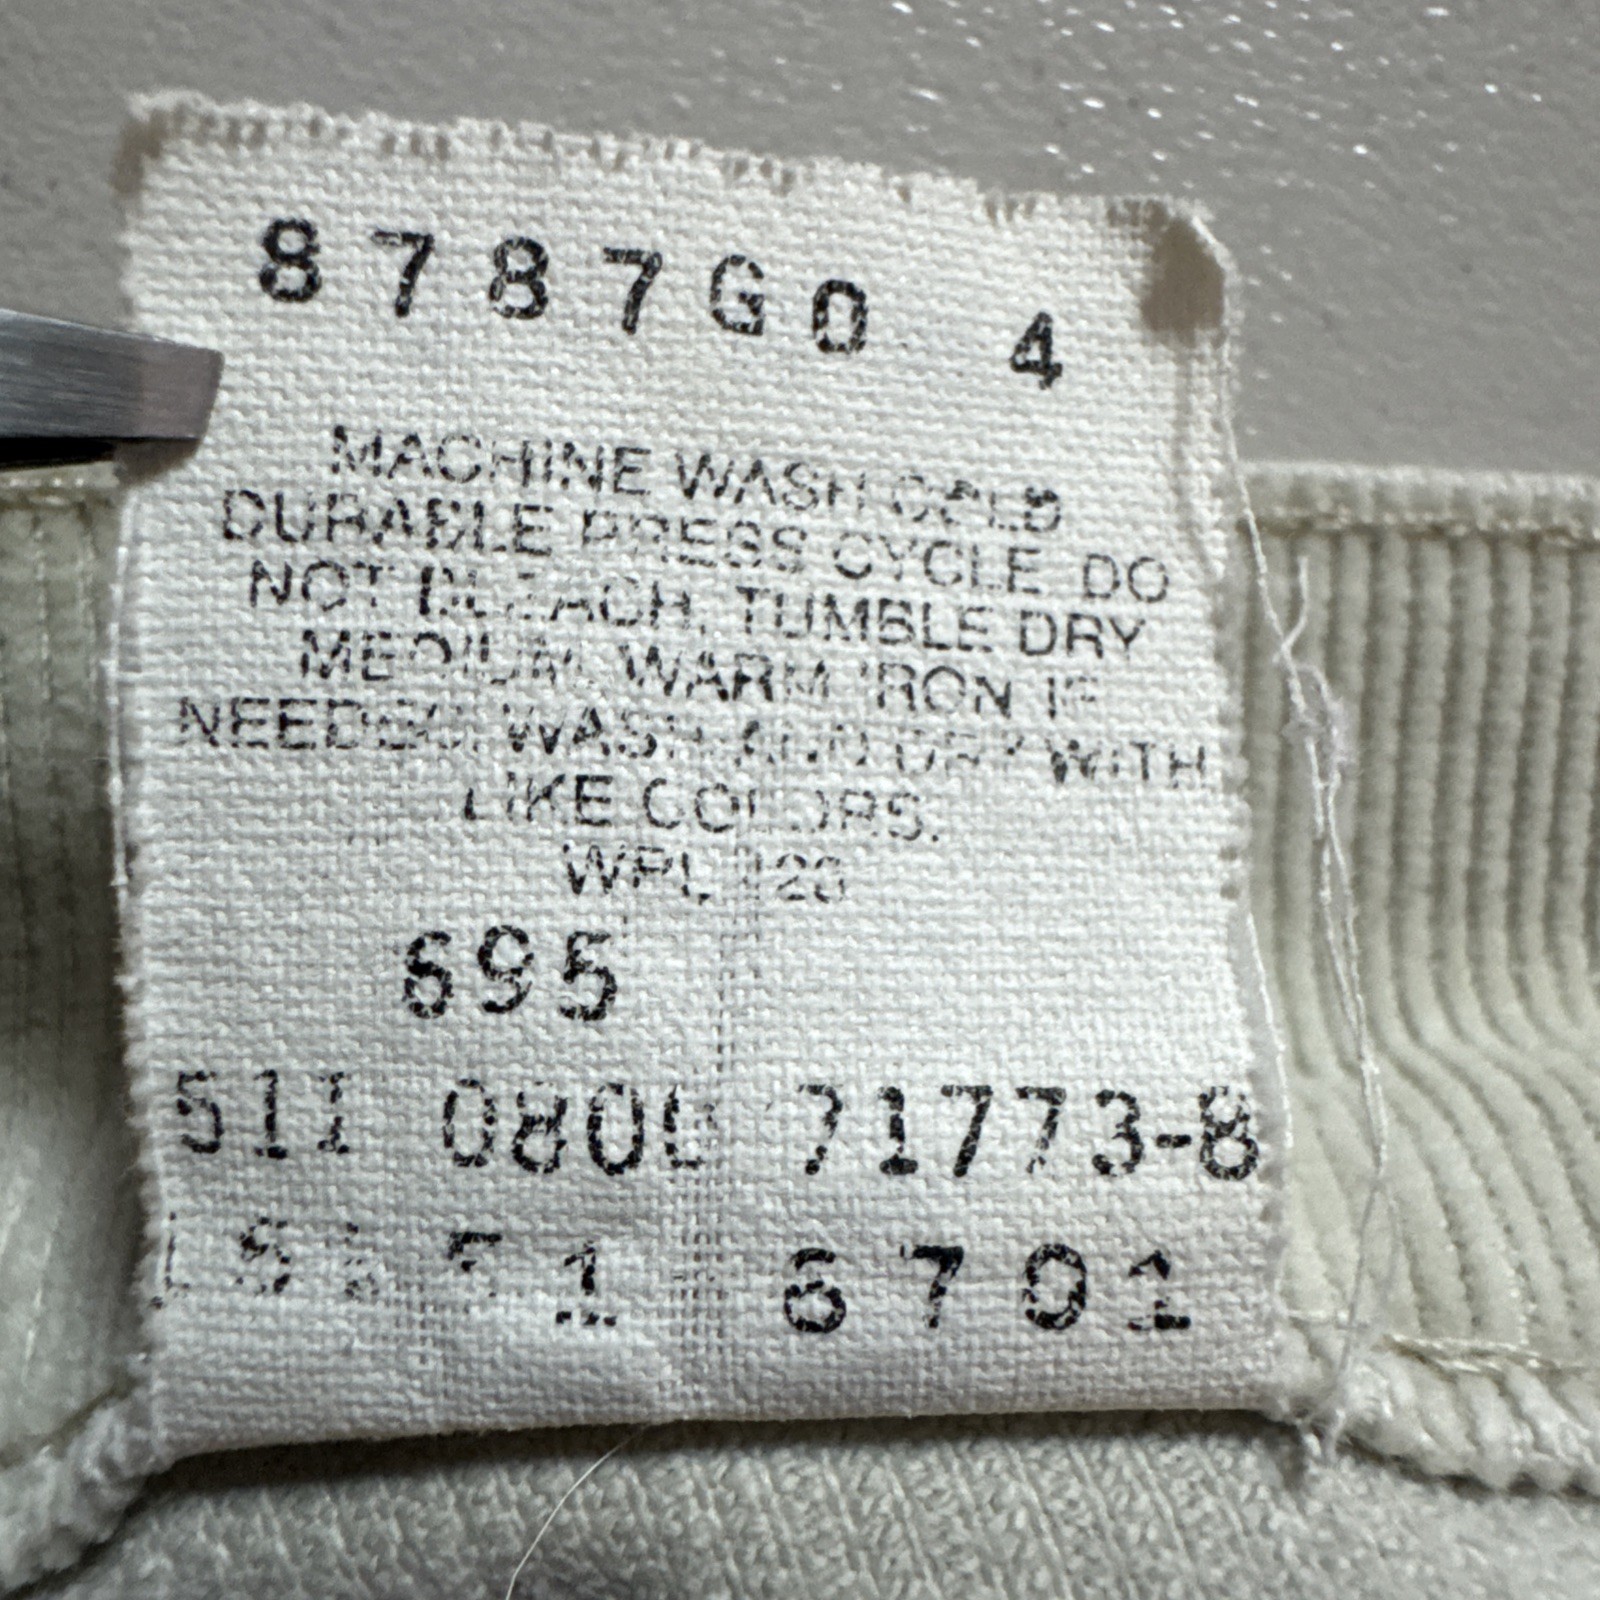 8787G0 4
MACHINE WASH COLD
DURABLE PRESS CYCLE. DO
NOT BLEACH. TUMBLE DRY
MEDIUM. WARM IRON IF
NEEDED. WASH AND DRY WITH
LIKE COLORS.
WPL 423
695
511 0800 71773-8
6701